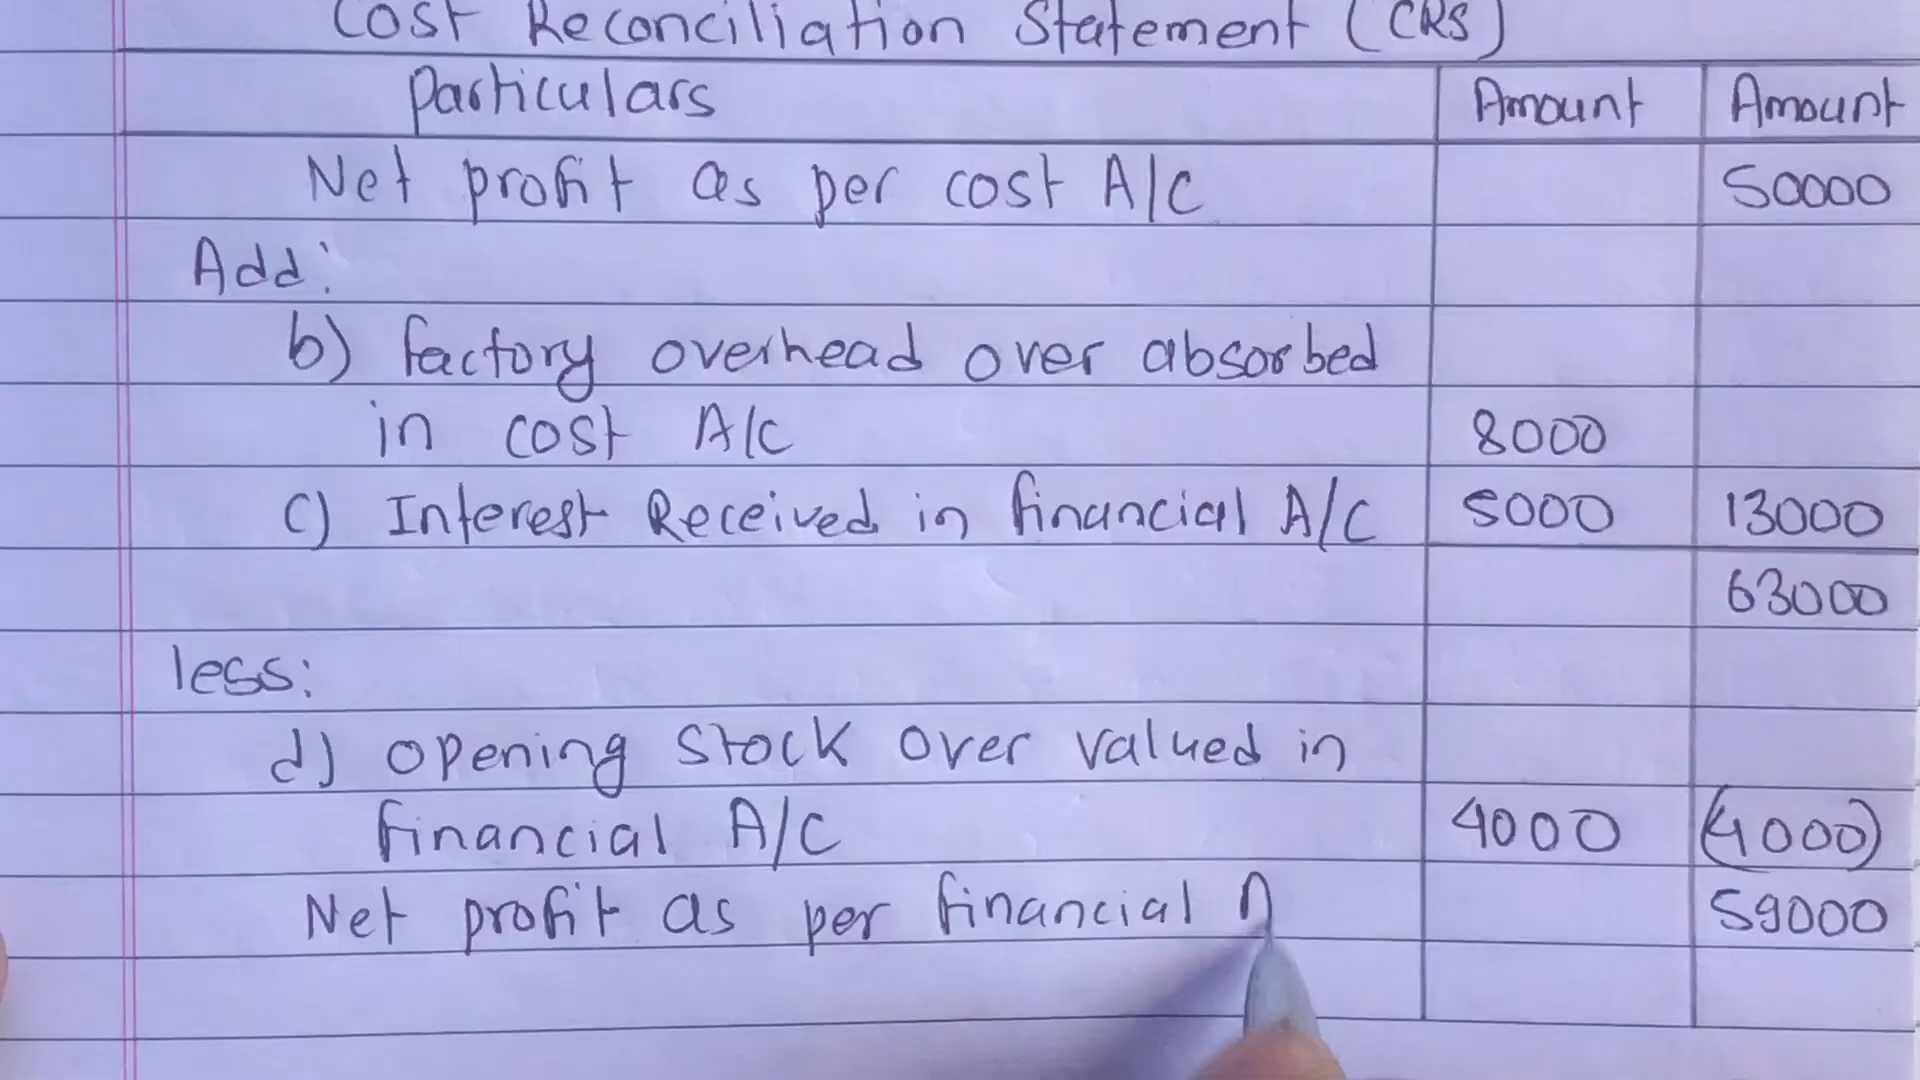 Cost Reconciliation Statement (CRS)
Particulars Amount Amount
Net profit as per cost A/C 50000
Add:
b) factory overhead over absorbed
in cost A/C 8000
c) Interest Received in financial A/C 5000 13000
63000
less:
d) opening stock over valued in
financial A/C 4000 (4000)
Net profit as per financial 59000